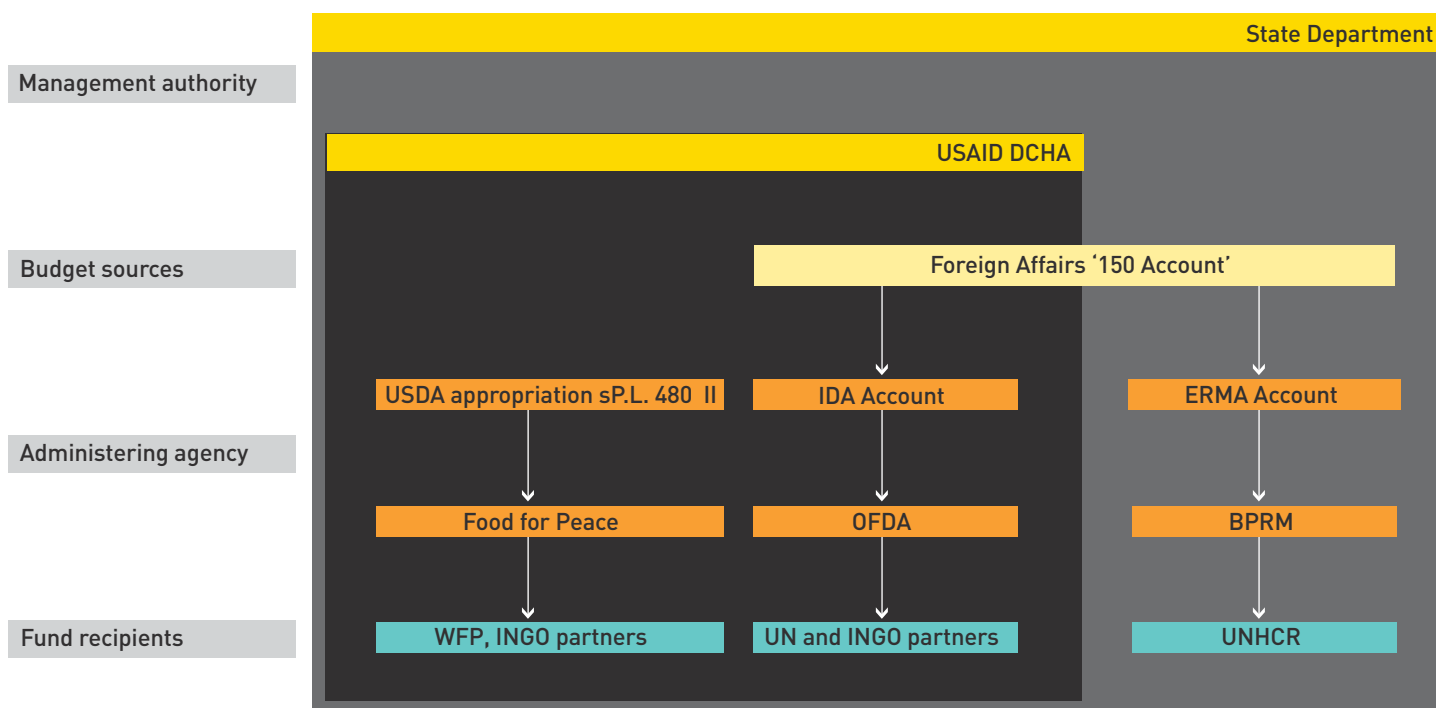 State Department
Management authority
USAID DCHA
Budget sources
Foreign Affairs ‘150 Account’
USDA appropriation sP.L. 480 II
IDA Account
ERMA Account
Administering agency
Food for Peace
OFDA
BPRM
Fund recipients
WFP, INGO partners
UN and INGO partners
UNHCR